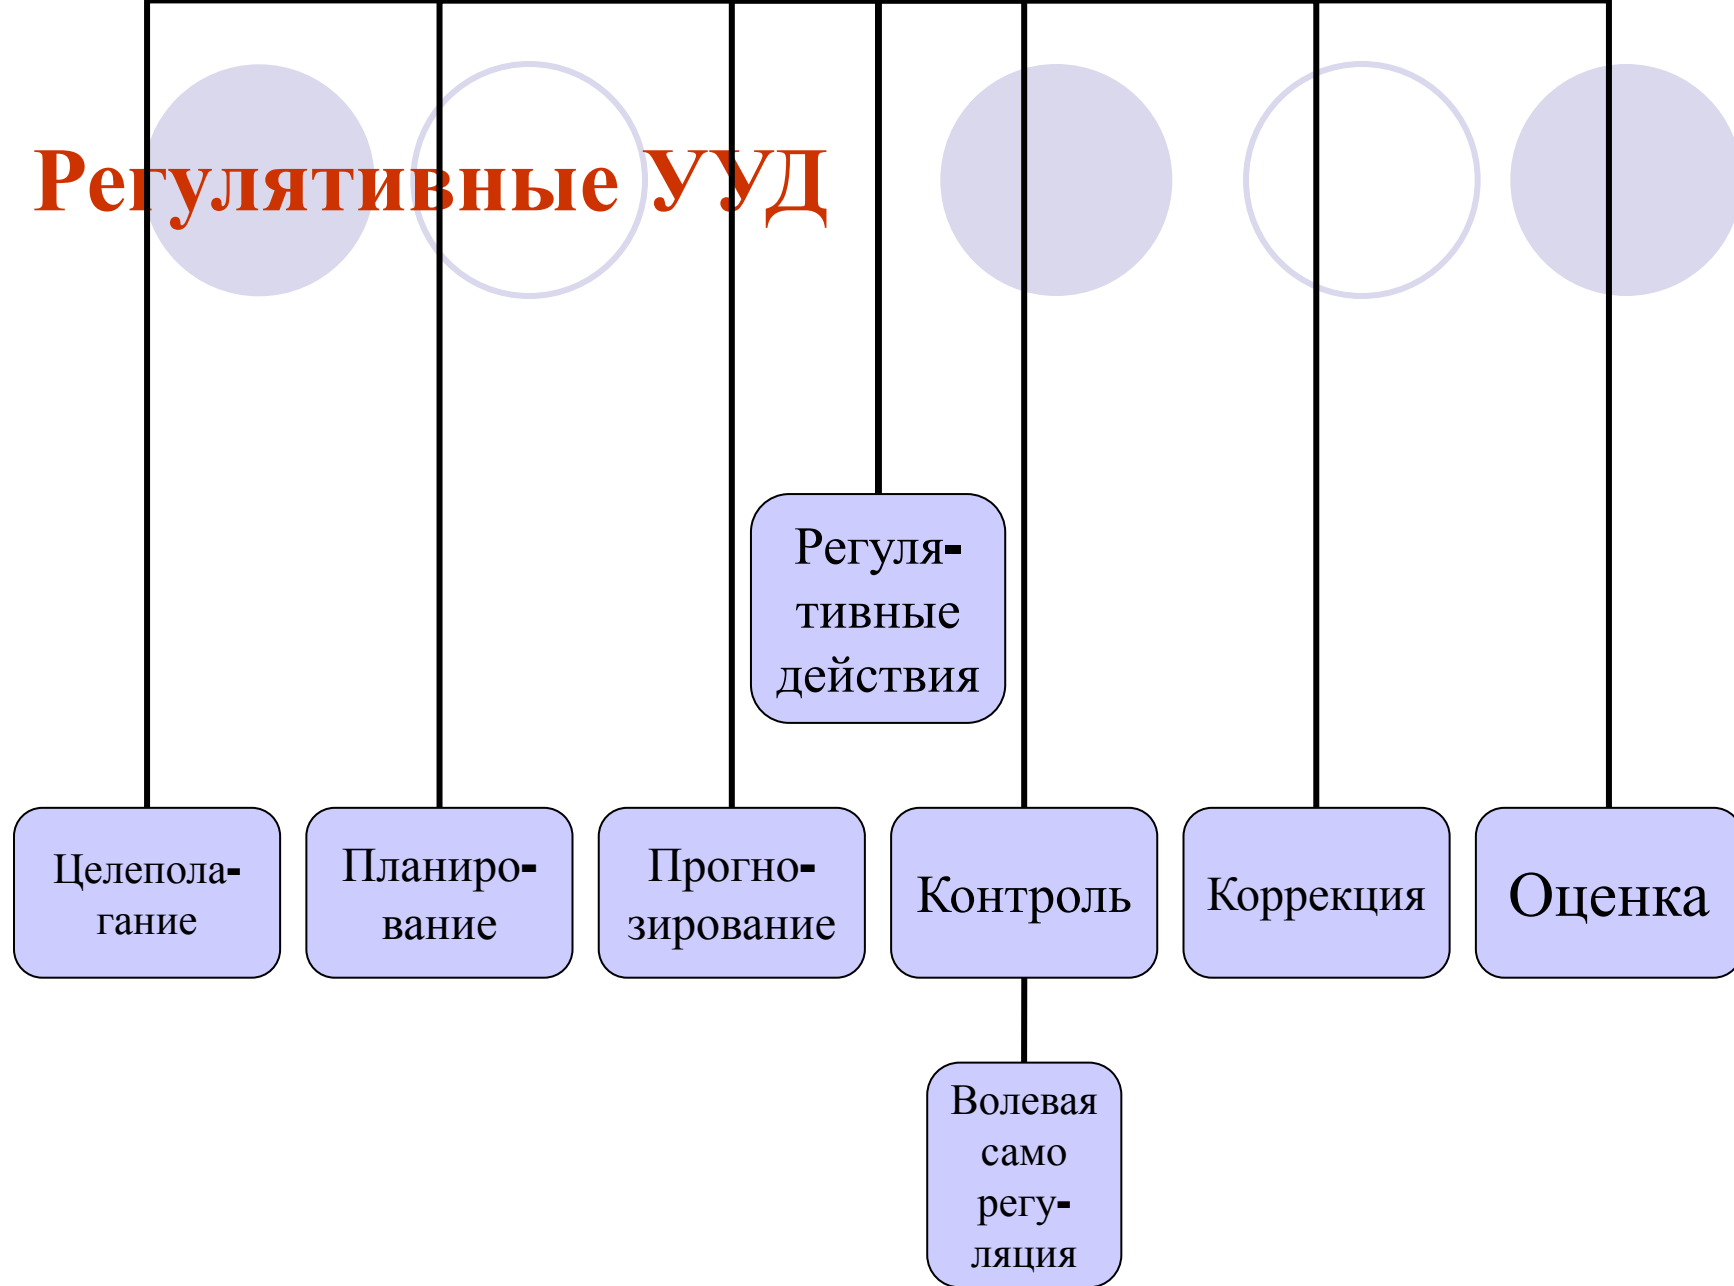 Регулятивные УУД
Регуля-
тивные
действия
Целепола-
гание
Планиро-
вание
Прогно-
зирование
Контроль
Коррекция
Оценка
Волевая
само
регу-
ляция